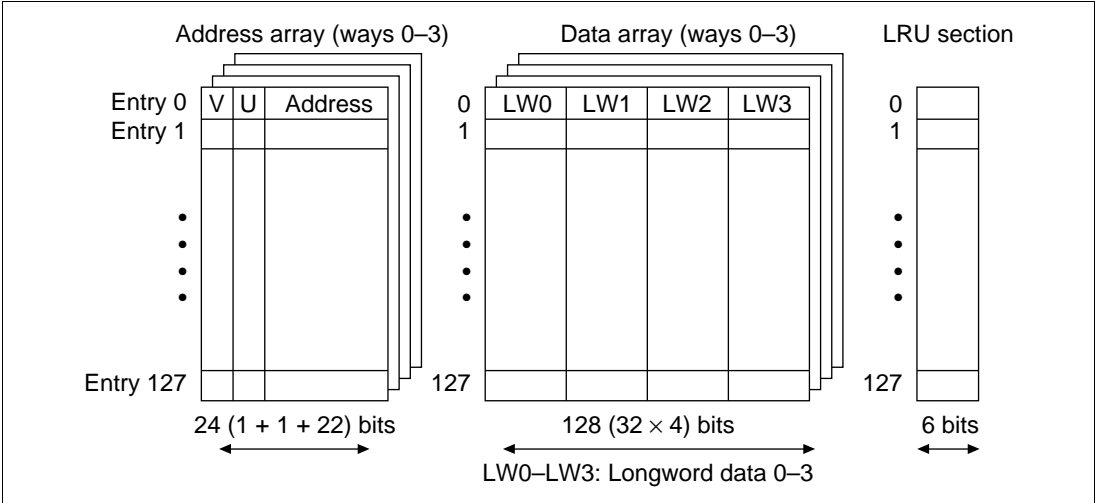 Address array (ways 0–3)
Data array (ways 0–3)
LRU section
Entry 0
V
U
Address
0
LW0
LW1
LW2
LW3
0
Entry 1
1
1
Entry 127
127
127
24 (1 + 1 + 22) bits
128 (32 × 4) bits
6 bits
LW0–LW3: Longword data 0–3